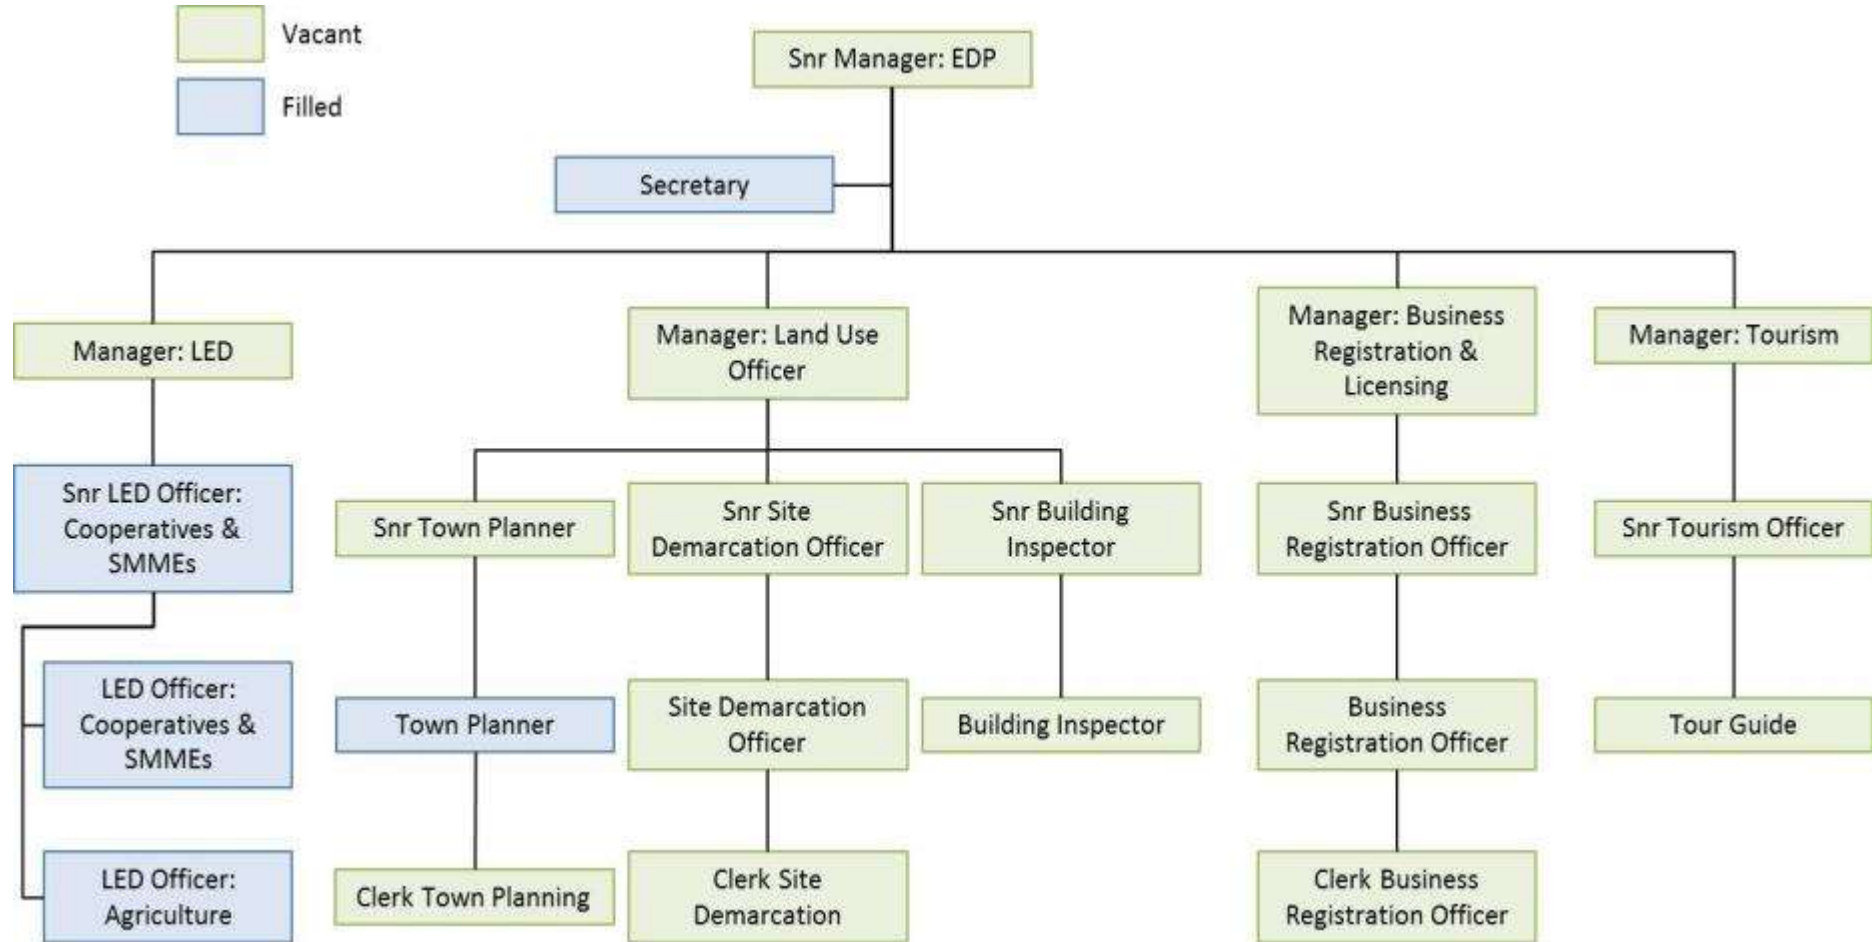 Vacant
Filled
Snr Manager: EDP
Secretary
Manager: LED
Manager: Land Use
Officer
Manager: Business
Registration &
Licensing
Manager: Tourism
Snr LED Officer:
Cooperatives &
SMMEs
Snr Town Planner
Snr Site
Demarcation Officer
Snr Building
Inspector
Snr Business
Registration Officer
Snr Tourism Officer
LED Officer:
Cooperatives &
SMMEs
Town Planner
Site Demarcation
Officer
Building Inspector
Business
Registration Officer
Tour Guide
LED Officer:
Agriculture
Clerk Town Planning
Clerk Site
Demarcation
Clerk Business
Registration Officer